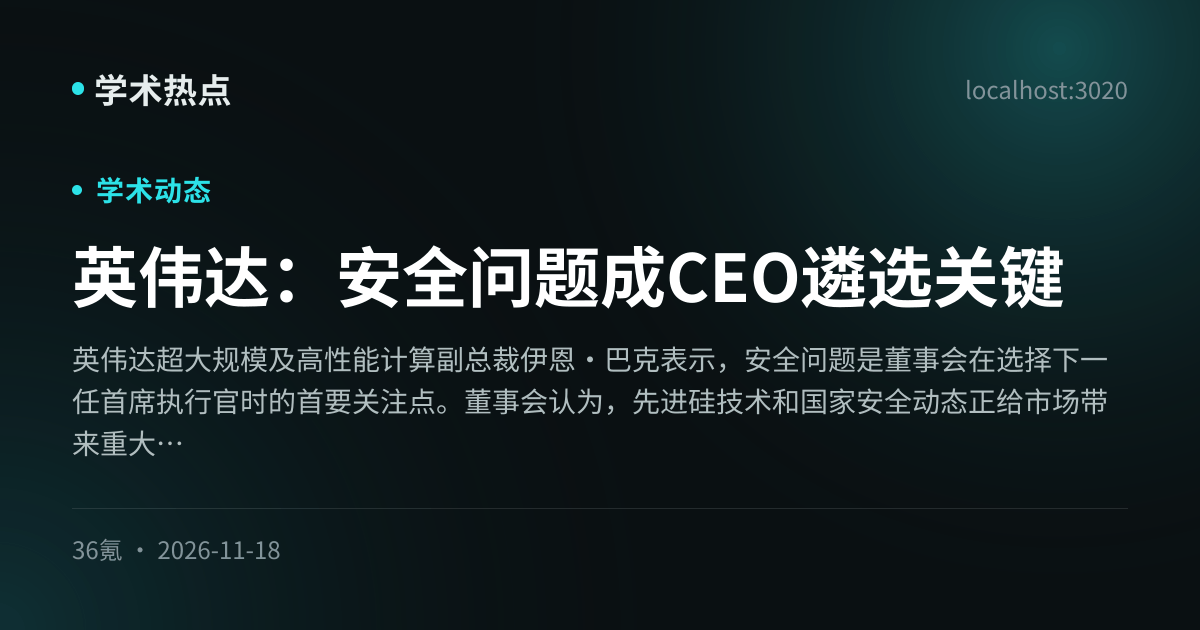 学术热点
localhost:3020
学术动态
英伟达：安全问题成CEO遴选关键
英伟达超大规模及高性能计算副总裁伊恩・巴克表示，安全问题是董事会在选择下一
任首席执行官时的首要关注点。董事会认为，先进硅技术和国家安全动态正给市场带
来重大…
36氪 · 2026-11-18